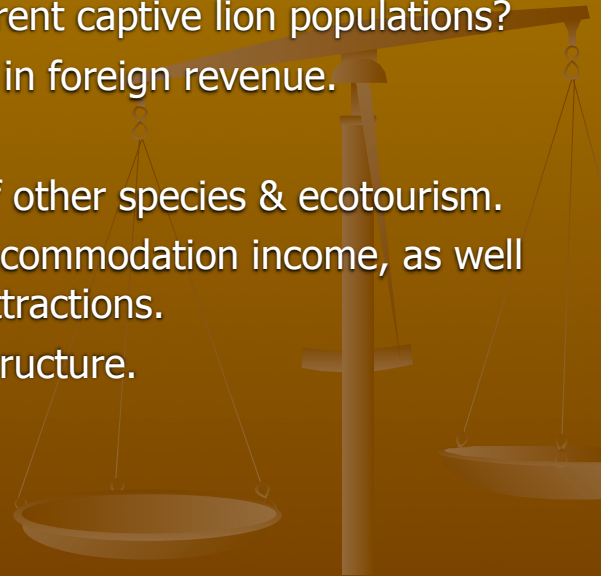 rent captive lion populations?
in foreign revenue.
other species & ecotourism.
commodation income, as well
tractions.
ructure.